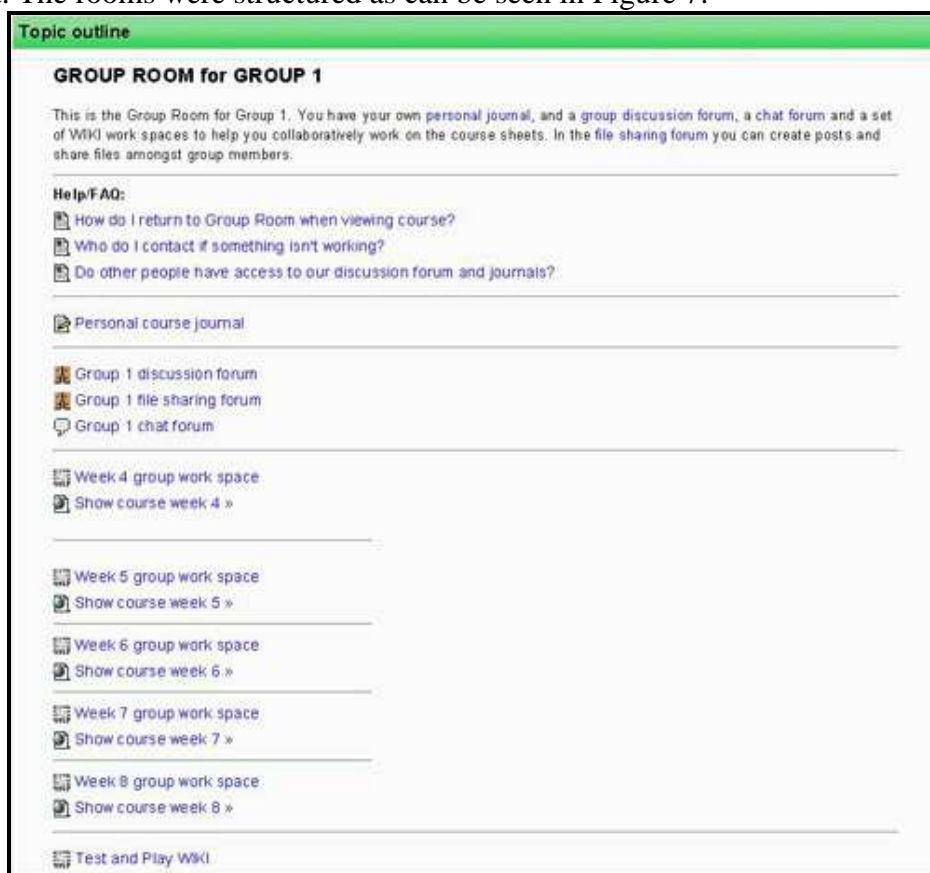 . The rooms were structured as can be seen in Figure 7.
Topic outline
GROUP ROOM for GROUP 1
This is the Group Room for Group 1. You have your own personal journal, and a group discussion forum, a chat forum and a set
of WIKI work spaces to help you collaboratively work on the course sheets. In the file sharing forum you can create posts and
share files amongst group members.
Help/FAQ:
How do I return to Group Room when viewing course?
Who do I contact if something isn't working?
Do other people have access to our discussion forum and journals?
Personal course journal
Group 1 discussion forum
Group 1 file sharing forum
Group 1 chat forum
Week 4 group work space
Show course week 4 »
Week 5 group work space
Show course week 5 »
Week 6 group work space
Show course week 6 »
Week 7 group work space
Show course week 7 »
Week 8 group work space
Show course week 8 »
Test and Play WIKI